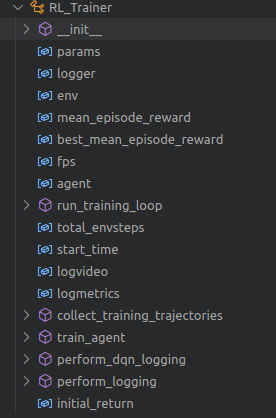 RL_Trainer
__init__
params
logger
env
mean_episode_reward
best_mean_episode_reward
fps
agent
run_training_loop
total_envsteps
start_time
logvideo
logmetrics
collect_training_trajectories
train_agent
perform_dqn_logging
perform_logging
initial_return